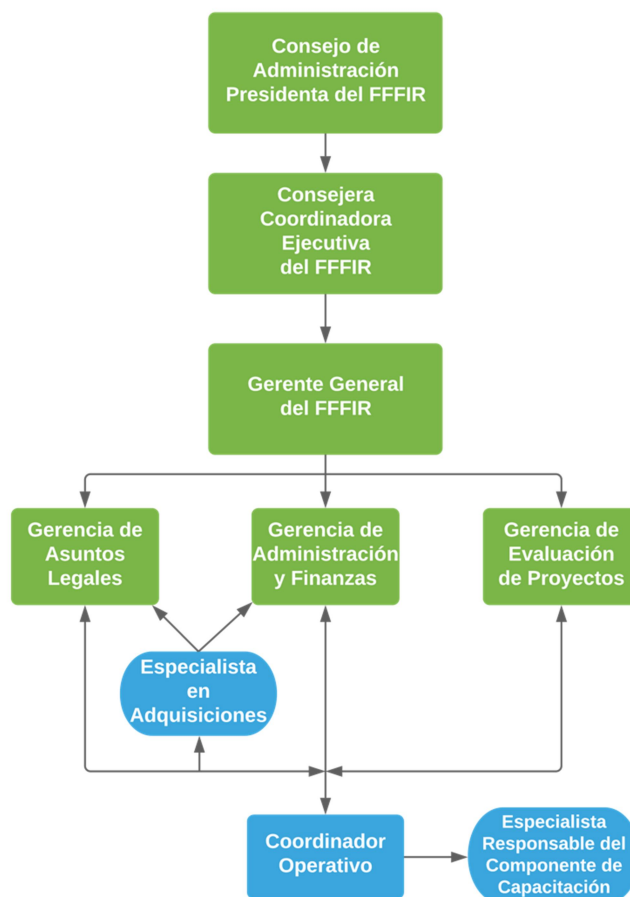 Consejo de
Administración
Presidenta del FFFIR
Consejera
Coordinadora
Ejecutiva
del FFFIR
Gerente General
del FFFIR
Gerencia de
Asuntos
Legales
Gerencia de
Administración
y Finanzas
Gerencia de
Evaluación
de Proyectos
Especialista
en
Adquisiciones
Coordinador
Operativo
Especialista
Responsable del
Componente de
Capacitación